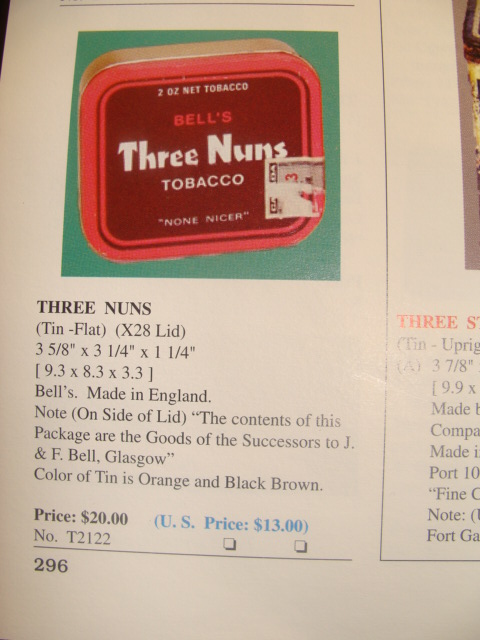 2 OZ NET TOBACCO
BELL'S
Three Nuns
TOBACCO
"NONE NICER"
3
THREE NUNS
(Tin -Flat) (X28 Lid)
3 5/8" x 3 1/4" x 1 1/4"
[ 9.3 x 8.3 x 3.3 ]
Bell's. Made in England.
Note (On Side of Lid) “The contents of this
Package are the Goods of the Successors to J.
& F. Bell, Glasgow”
Color of Tin is Orange and Black Brown.
Price: $20.00 (U. S. Price: $13.00)
No. T2122
296
THREE
(Tin - Uprig
(A) 3 7/8"
[ 9.9 x
Made
Compa
Made i
Port 10
“Fine C
Note: (
Fort Ga